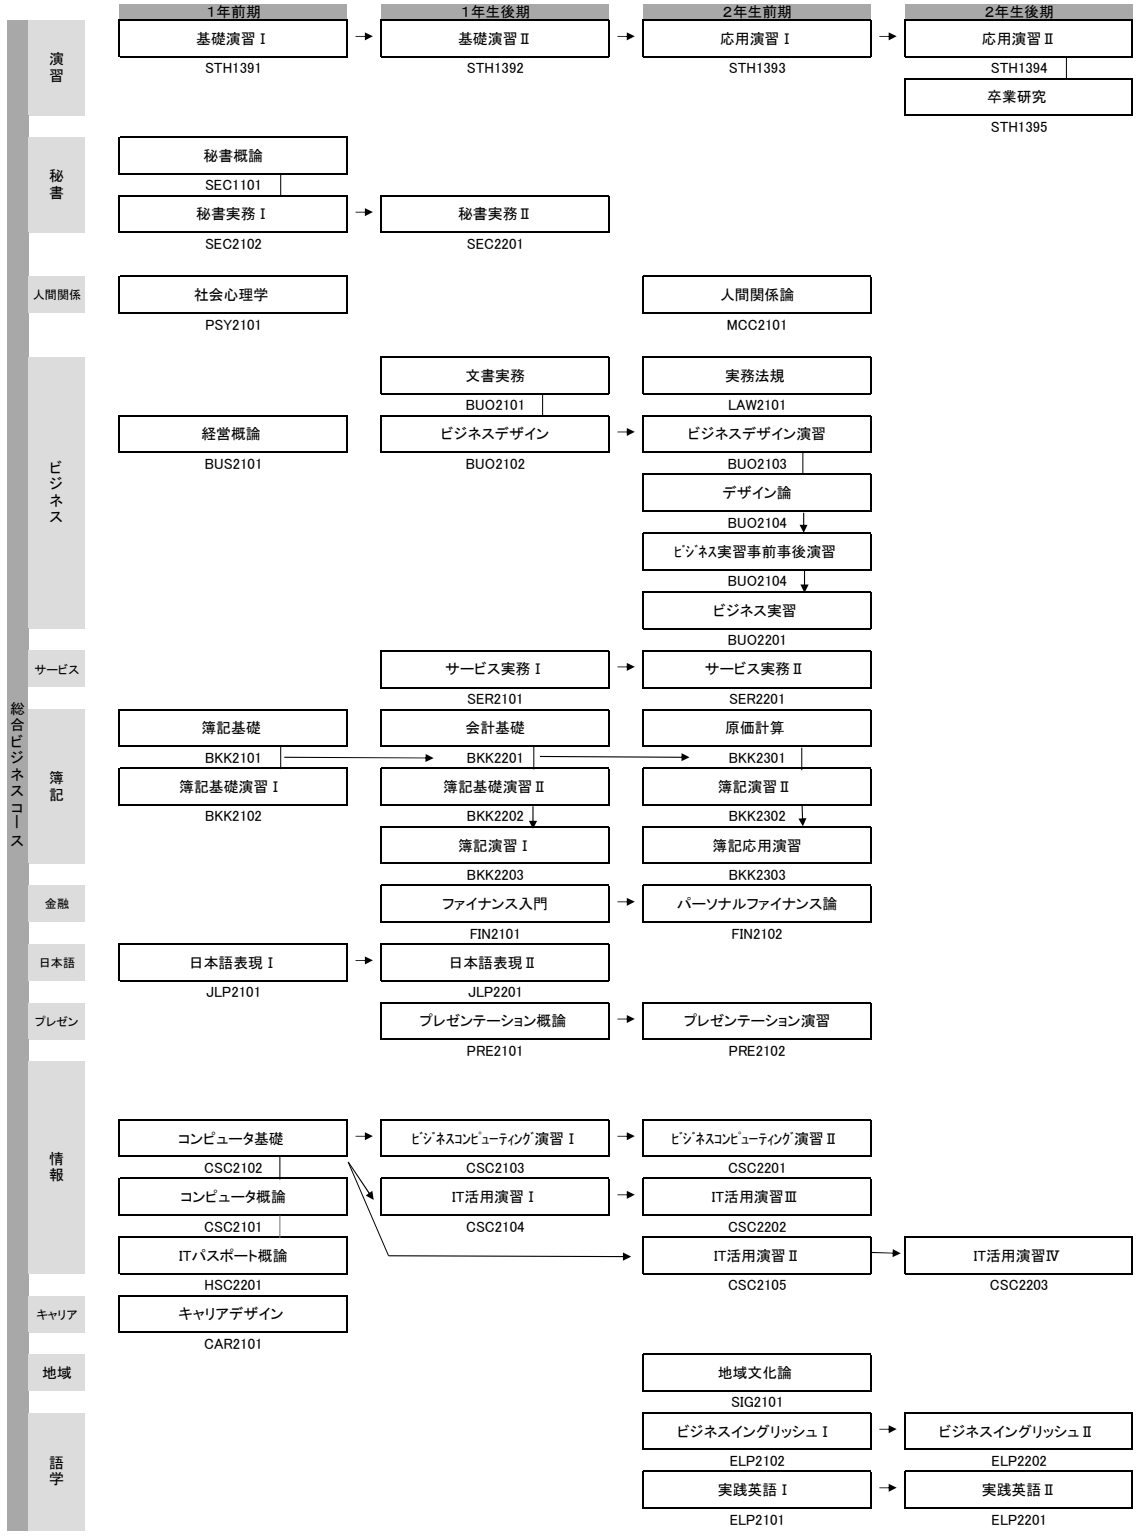 1年前期 1年生後期 2年生前期 2年生後期
総合ビジネスコース
演習
基礎演習Ⅰ 基礎演習Ⅱ 応用演習Ⅰ 応用演習Ⅱ
STH1391 STH1392 STH1393 STH1394
卒業研究
STH1395
秘書
秘書概論
SEC1101
秘書実務Ⅰ 秘書実務Ⅱ
SEC2102 SEC2201
人間関係
社会心理学 人間関係論
PSY2101 MCC2101
ビジネス
文書実務 実務法規
BUO2101 LAW2101
経営概論 ビジネスデザイン ビジネスデザイン演習
BUS2101 BUO2102 BUO2103
デザイン論
BUO2104
ビジネス実習事前事後演習
BUO2104
ビジネス実習
BUO2201
サービス
サービス実務Ⅰ サービス実務Ⅱ
SER2101 SER2201
簿記
簿記基礎 会計基礎 原価計算
BKK2101 BKK2201 BKK2301
簿記基礎演習Ⅰ 簿記基礎演習Ⅱ 簿記演習Ⅱ
BKK2102 BKK2202 BKK2302
簿記演習Ⅰ 簿記応用演習
BKK2203 BKK2303
金融
ファイナンス入門 パーソナルファイナンス論
FIN2101 FIN2102
日本語
日本語表現Ⅰ 日本語表現Ⅱ
JLP2101 JLP2201
プレゼン
プレゼンテーション概論 プレゼンテーション演習
PRE2101 PRE2102
情報
コンピュータ基礎 ビジネスコンピューティング演習Ⅰ ビジネスコンピューティング演習Ⅱ
CSC2102 CSC2103 CSC2201
コンピュータ概論 IT活用演習Ⅰ IT活用演習Ⅲ
CSC2101 CSC2104 CSC2202
ITパスポート概論 IT活用演習Ⅱ IT活用演習Ⅳ
HSC2201 CSC2105 CSC2203
キャリア
キャリアデザイン
CAR2101
地域
地域文化論
SIG2101
語学
ビジネスイングリッシュⅠ ビジネスイングリッシュⅡ
ELP2102 ELP2202
実践英語Ⅰ 実践英語Ⅱ
ELP2101 ELP2201